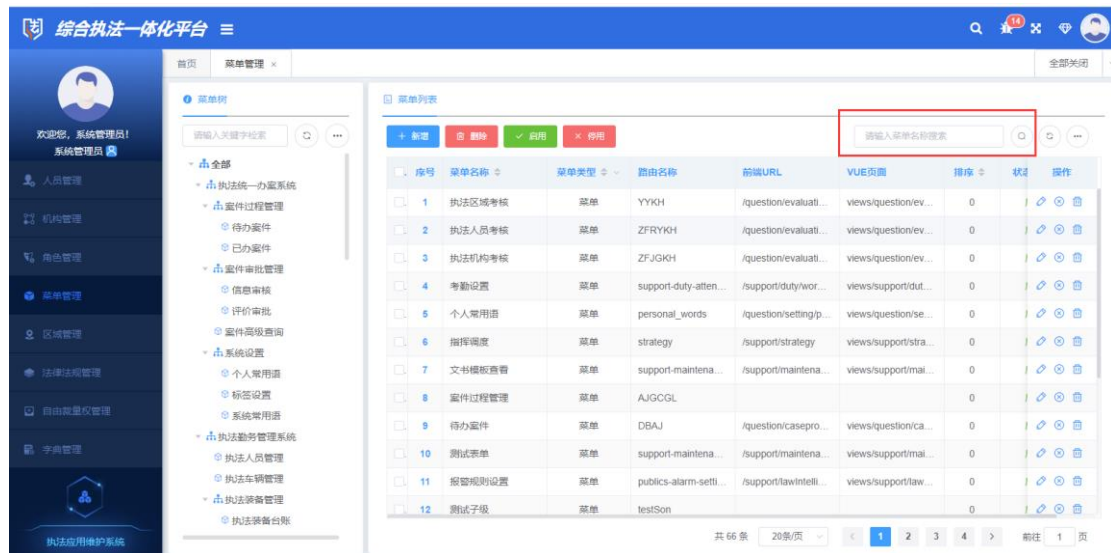 综合执法一体化平台
14
首页 菜单管理 × 全部关闭
欢迎您，系统管理员！
系统管理员
人员管理
机构管理
角色管理
菜单管理
区域管理
法律法规管理
自由裁量权管理
字典管理
执法应用维护系统
菜单树
请输入关键字检索
全部
执法统一办案系统
案件过程管理
待办案件
已办案件
案件审批管理
信息审核
评价审批
案件高级查询
系统设置
个人常用语
标签设置
系统常用语
执法勤务管理系统
执法人员管理
执法车辆管理
执法装备管理
执法装备台账
菜单列表
+ 新增 删除 启用 × 停用 请输入菜单名称搜索
序号 菜单名称 菜单类型 路由名称 前端URL VUE页面 排序 操作
1 执法区域考核 菜单 YYKH /question/evaluati... views/question/ev... 0
2 执法人员考核 菜单 ZFRYKH /question/evaluati... views/question/ev... 0
3 执法机构考核 菜单 ZFJGKH /question/evaluati... views/question/ev... 0
4 考勤设置 菜单 support-duty-atten... /support/duty/wor... views/support/dut... 0
5 个人常用语 菜单 personal_words /question/setting/p... views/question/se... 0
6 指挥调度 菜单 strategy /support/strategy views/support/stra... 0
7 文书模板查看 菜单 support-maintena... /support/maintena... views/support/mai... 0
8 案件过程管理 菜单 AJGCGL 0
9 待办案件 菜单 DBAJ /question/casepro... views/question/ca... 0
10 测试表单 菜单 support-maintena... /support/maintena... views/support/mai... 0
11 报警规则设置 菜单 publics-alarm-setti... /support/lawIntelli... views/support/law... 0
12 测试子级 菜单 testSon 0
共 66 条 20条/页 < 1 2 3 4 > 前往 1 页